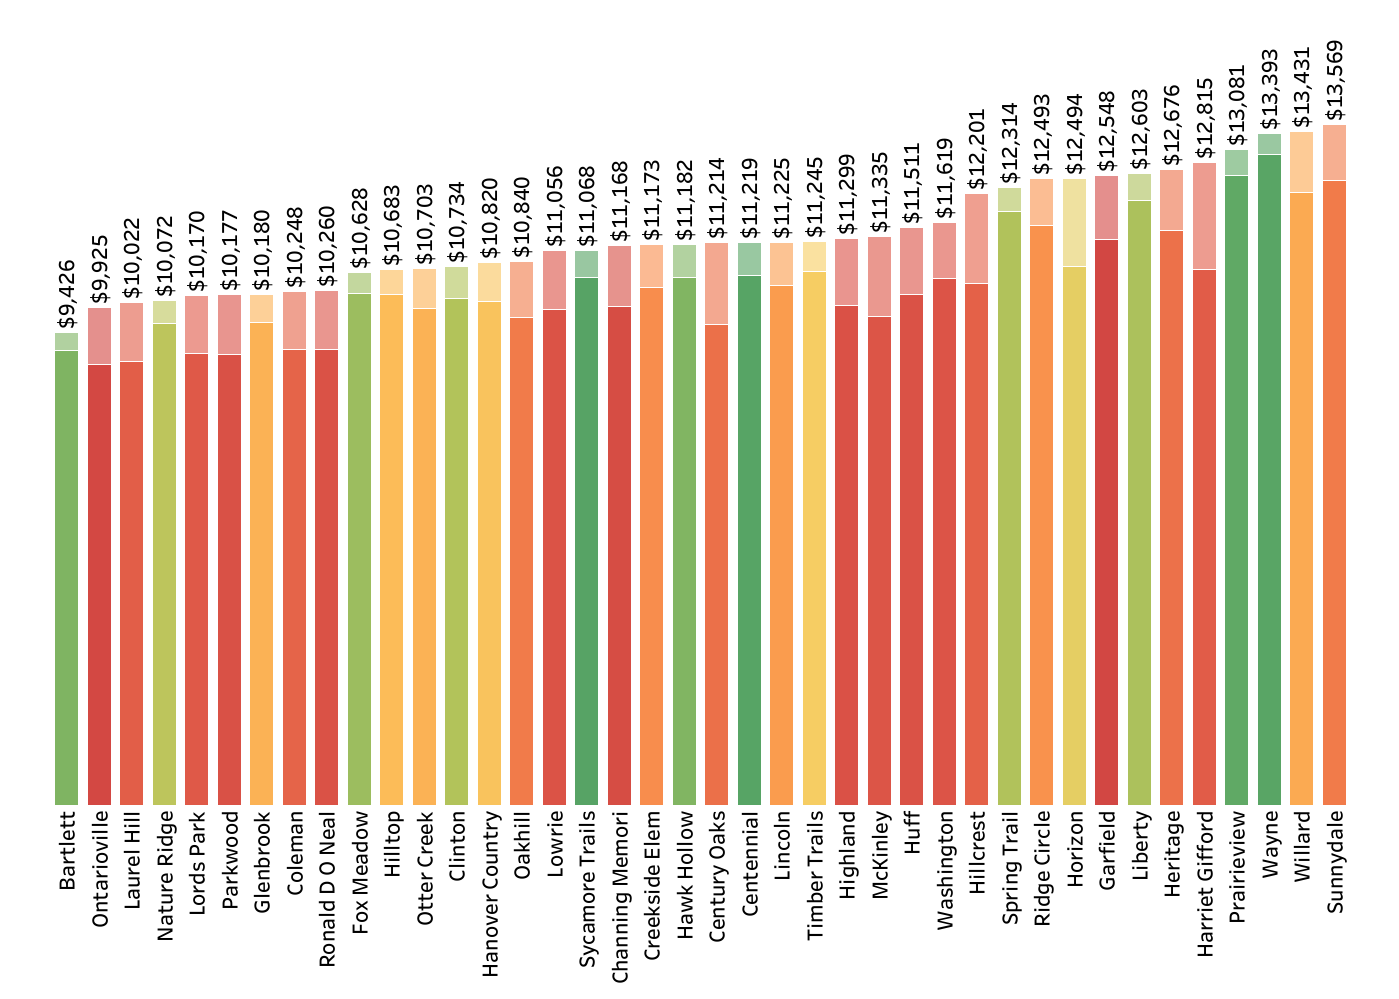 $9,426
$9,925
$10,022
$10,072
$10,170
$10,177
$10,180
$10,248
$10,260
$10,628
$10,683
$10,703
$10,734
$10,820
$10,840
$11,056
$11,068
$11,168
$11,173
$11,182
$11,214
$11,219
$11,225
$11,245
$11,299
$11,335
$11,511
$11,619
$12,201
$12,314
$12,493
$12,494
$12,548
$12,603
$12,676
$12,815
$13,081
$13,393
$13,431
$13,569
Bartlett
Ontarioville
Laurel Hill
Nature Ridge
Lords Park
Parkwood
Glenbrook
Coleman
Ronald D O Neal
Fox Meadow
Hilltop
Otter Creek
Clinton
Hanover Country
Oakhill
Lowrie
Sycamore Trails
Channing Memori
Creekside Elem
Hawk Hollow
Century Oaks
Centennial
Lincoln
Timber Trails
Highland
McKinley
Huff
Washington
Hillcrest
Spring Trail
Ridge Circle
Horizon
Garfield
Liberty
Heritage
Harriet Gifford
Prairieview
Wayne
Willard
Sunnydale